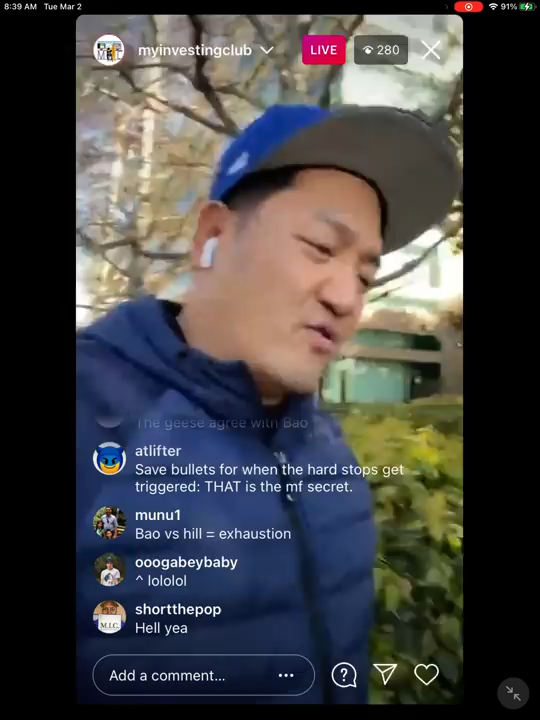 8:39 AM Tue Mar 2
91%
myinvestingclub
LIVE
280
The geese agree with Bao
atlifter
Save bullets for when the hard stops get
triggered: THAT is the mf secret.
munu1
Bao vs hill = exhaustion
ooogabeybaby
^ lololol
shortthepop
Hell yea
M.I.C.
Add a comment...